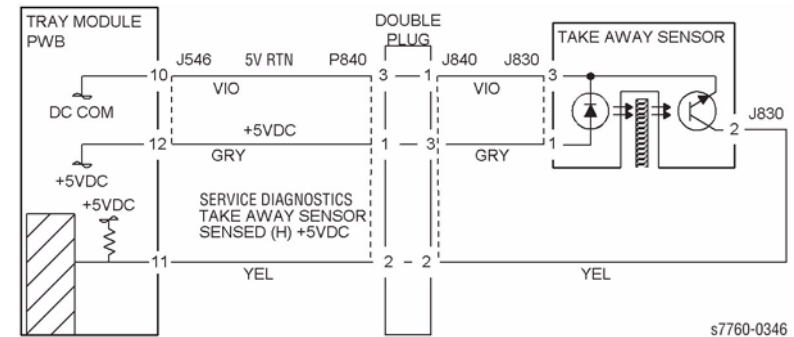 TRAY MODULE
PWB
DOUBLE
PLUG
TAKE AWAY SENSOR
J546 5V RTN P840 J840 J830
10 3 1 3
VIO VIO
DC COM
J830
2
+5VDC
12 1 3 1
GRY GRY
+5VDC
+5VDC
SERVICE DIAGNOSTICS
TAKE AWAY SENSOR
SENSED (H) +5VDC
11 2 2
YEL YEL
s7760-0346